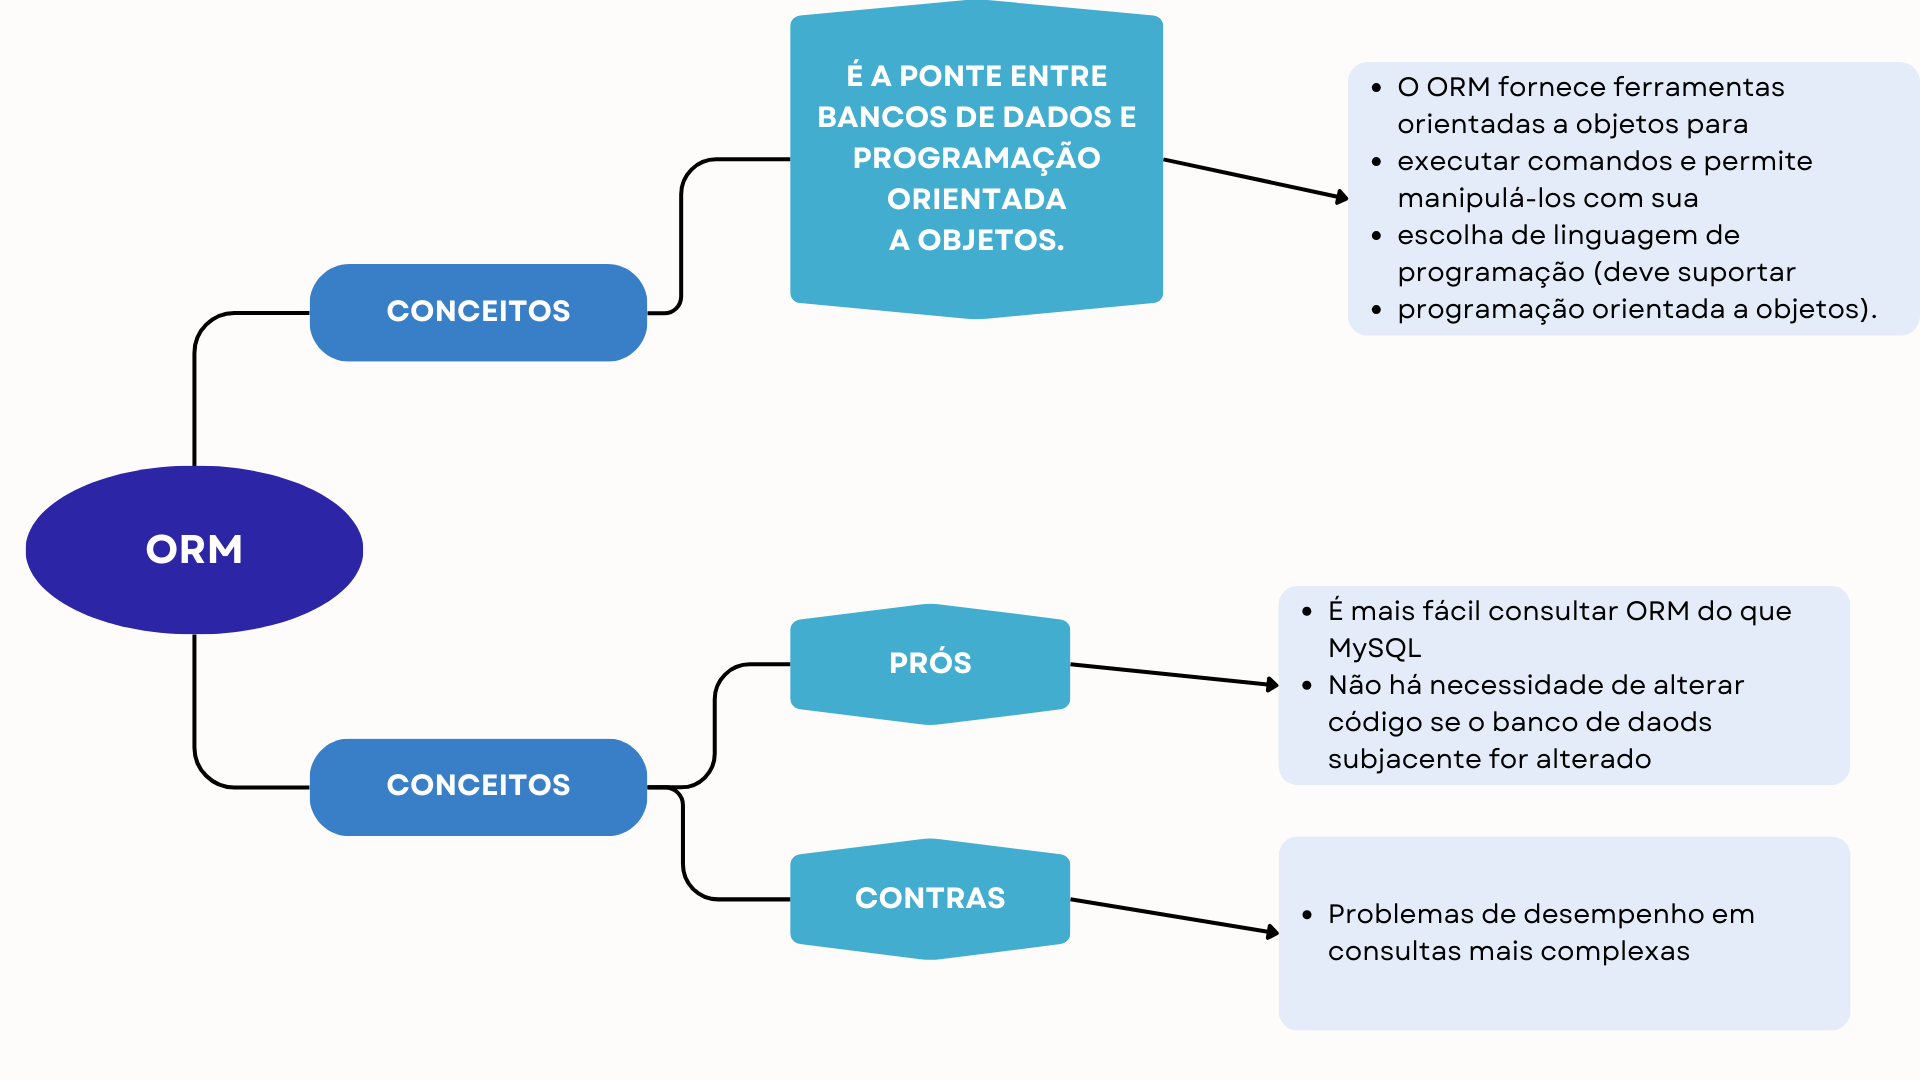 É A PONTE ENTRE
BANCOS DE DADOS E
PROGRAMAÇÃO
ORIENTADA
A OBJETOS.
• O ORM fornece ferramentas
orientadas a objetos para
• executar comandos e permite
manipulá-los com sua
• escolha de linguagem de
programação (deve suportar
• programação orientada a objetos).
CONCEITOS
ORM
CONCEITOS
PRÓS
• É mais fácil consultar ORM do que
MySQL
• Não há necessidade de alterar
código se o banco de daods
subjacente for alterado
CONTRAS
• Problemas de desempenho em
consultas mais complexas